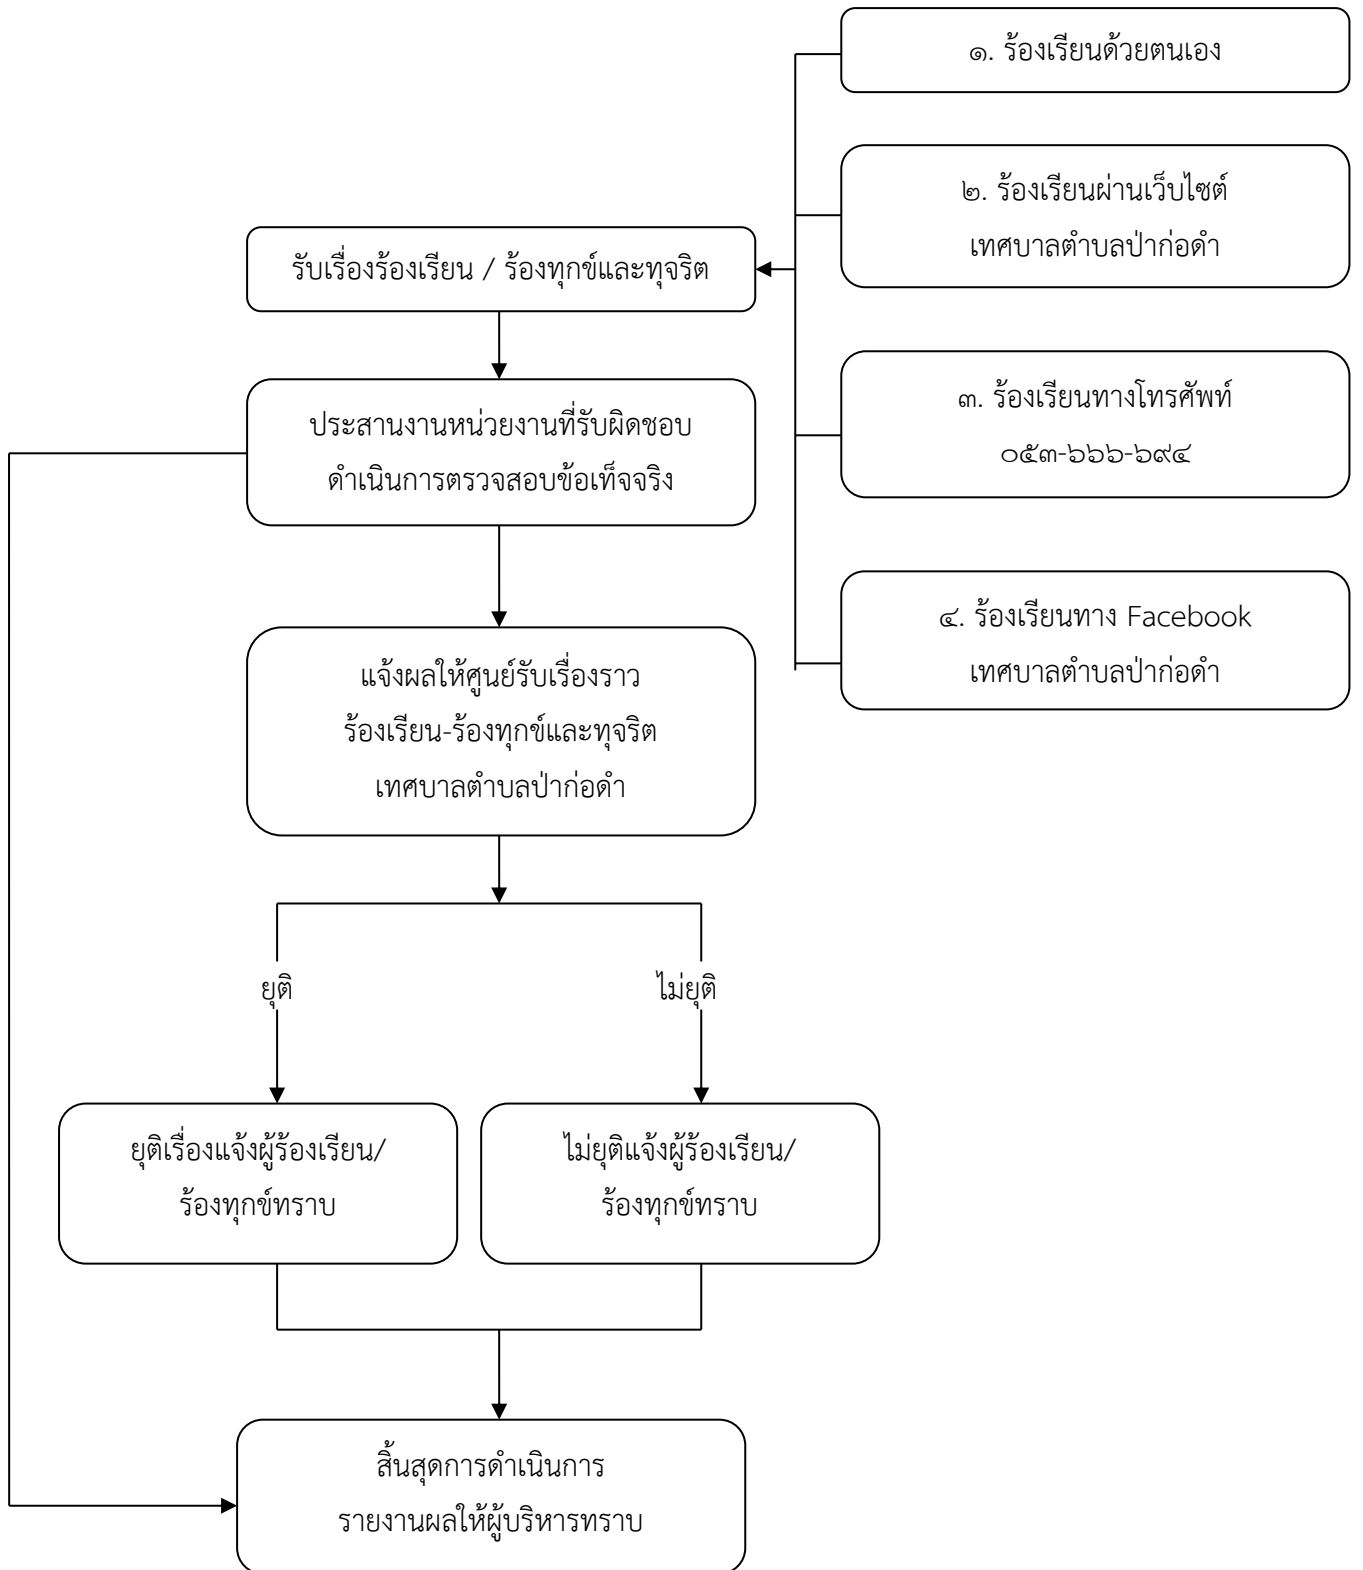 ๑. ร้องเรียนด้วยตนเอง
๒. ร้องเรียนผ่านเว็บไซต์
เทศบาลตำบลป่าก่อดำ
รับเรื่องร้องเรียน / ร้องทุกข์และทุจริต
๓. ร้องเรียนทางโทรศัพท์
๐๕๓-๖๖๖-๖๙๔
ประสานงานหน่วยงานที่รับผิดชอบ
ดำเนินการตรวจสอบข้อเท็จจริง
๔. ร้องเรียนทาง Facebook
เทศบาลตำบลป่าก่อดำ
แจ้งผลให้ศูนย์รับเรื่องราว
ร้องเรียน-ร้องทุกข์และทุจริต
เทศบาลตำบลป่าก่อดำ
ยุติ
ไม่ยุติ
ยุติเรื่องแจ้งผู้ร้องเรียน/
ร้องทุกข์ทราบ
ไม่ยุติแจ้งผู้ร้องเรียน/
ร้องทุกข์ทราบ
สิ้นสุดการดำเนินการ
รายงานผลให้ผู้บริหารทราบ